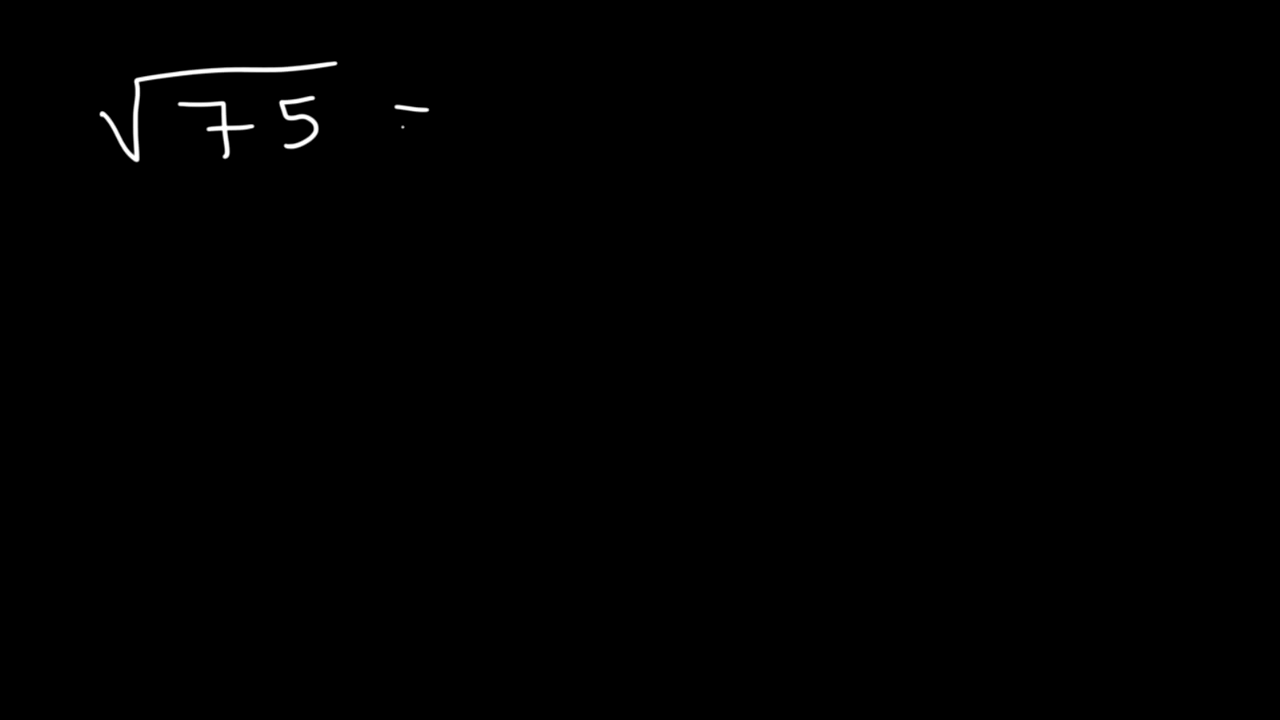 √75 =